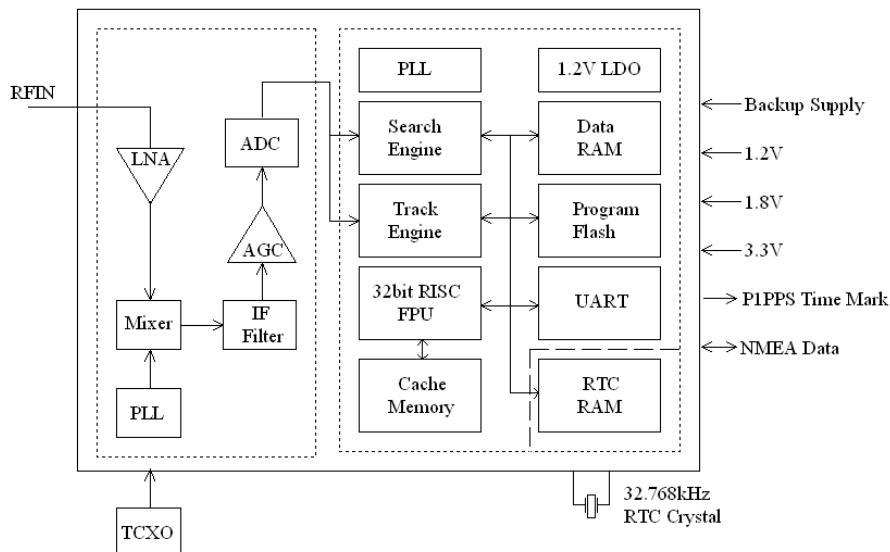 RFIN
LNA
Mixer
PLL
TCXO
ADC
AGC
IF
Filter
PLL
1.2V LDO
Search
Engine
Data
RAM
Track
Engine
Program
Flash
32bit RISC
FPU
UART
Cache
Memory
RTC
RAM
Backup Supply
1.2V
1.8V
3.3V
P1PPS Time Mark
NMEA Data
32.768kHz
RTC Crystal